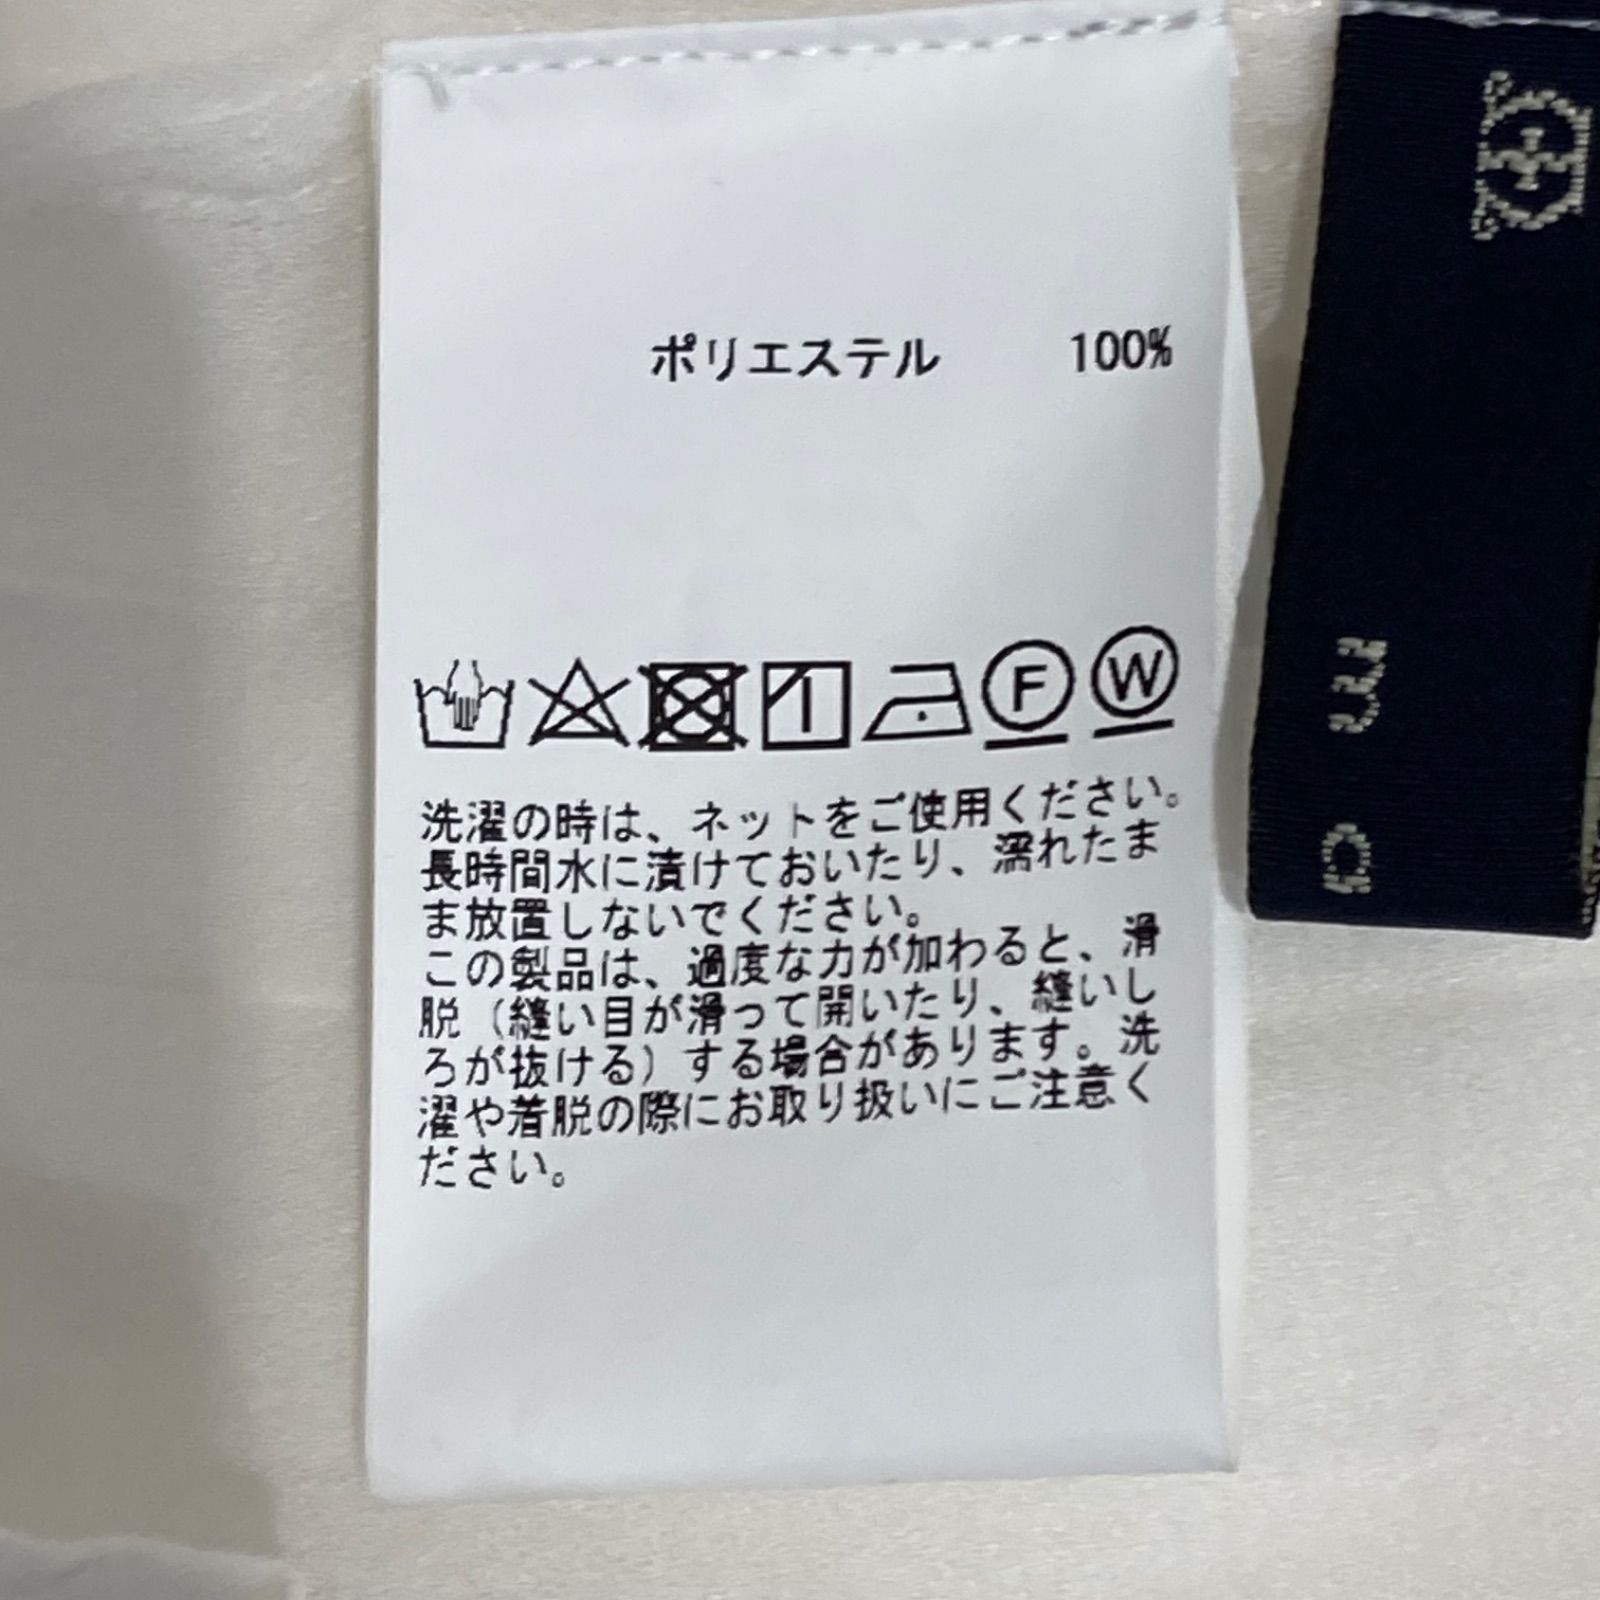 ポリエステル 100%
F W
洗濯の時は、ネットをご使用ください。
長時間水に漬けておいたり、濡れたま
ま放置しないでください。
この製品は、過度な力が加わると、滑
脱（縫い目が滑って開いたり、縫いし
ろが抜ける）する場合があります。洗
濯や着脱の際にお取り扱いにご注意く
ださい。